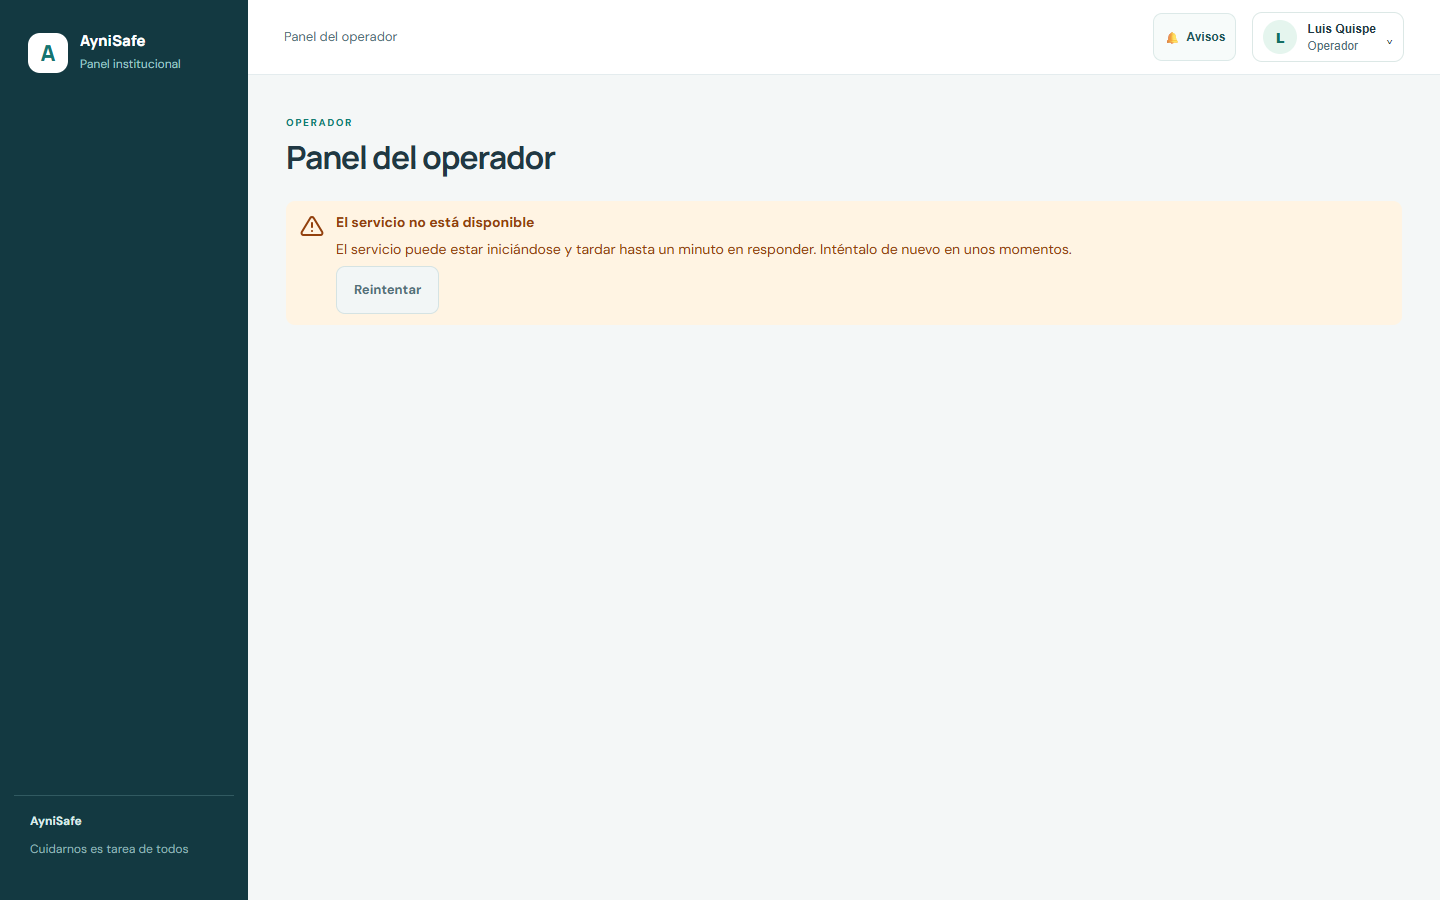 A
AyniSafe
Panel institucional
Panel del operador
Avisos
L
Luis Quispe
Operador
OPERADOR
Panel del operador
El servicio no está disponible
El servicio puede estar iniciándose y tardar hasta un minuto en responder. Inténtalo de nuevo en unos momentos.
Reintentar
AyniSafe
Cuidarnos es tarea de todos